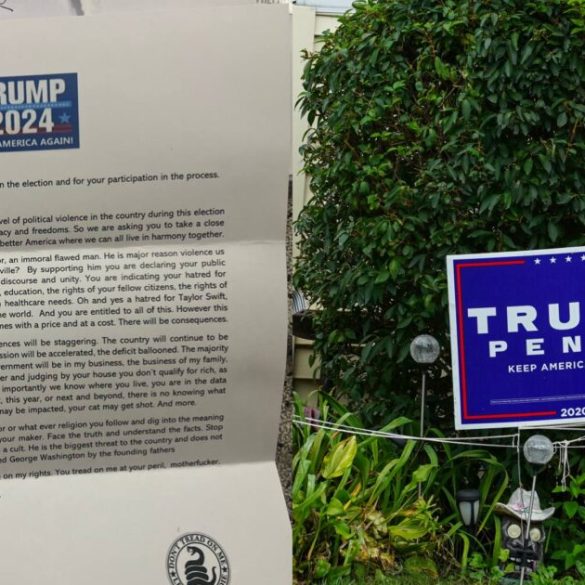 TRUMP
2024
AMERICA AGAIN!
n the election and for your participation in the process.
vel of political violence in the country during this election
acy and freedoms. So we are asking you to take a close
better America where we can all live in harmony together.
or, an immoral flawed man. He is major reason violence us
ville? By supporting him you are declaring your public
discourse and unity. You are indicating your hatred for
, education, the rights of your fellow citizens, the rights of
n healthcare needs. Oh and yes a hatred for Taylor Swift,
he world. And you are entitled to all of this. However this
mes with a price and at a cost. There will be consequences.
ences will be staggering. The country will continue to be
ssion will be accelerated, the deficit ballooned. The majority
ernment will be in my business, the business of my family,
er and judging by your house you don't qualify for rich, as
importantly we know where you live, you are in the data
, this year, or next and beyond, there is no knowing what
may be impacted, your cat may get shot. And more.
or or what ever religion you follow and dig into the meaning
your maker. Face the truth and understand the facts. Stop
a cult. He is the biggest threat to the country and does not
nd George Washington by the founding fathers
on my rights. You tread on me at your peril, motherfucker.
DON'T TREAD ON ME
TRU
PEN
KEEP AMERIC
2020